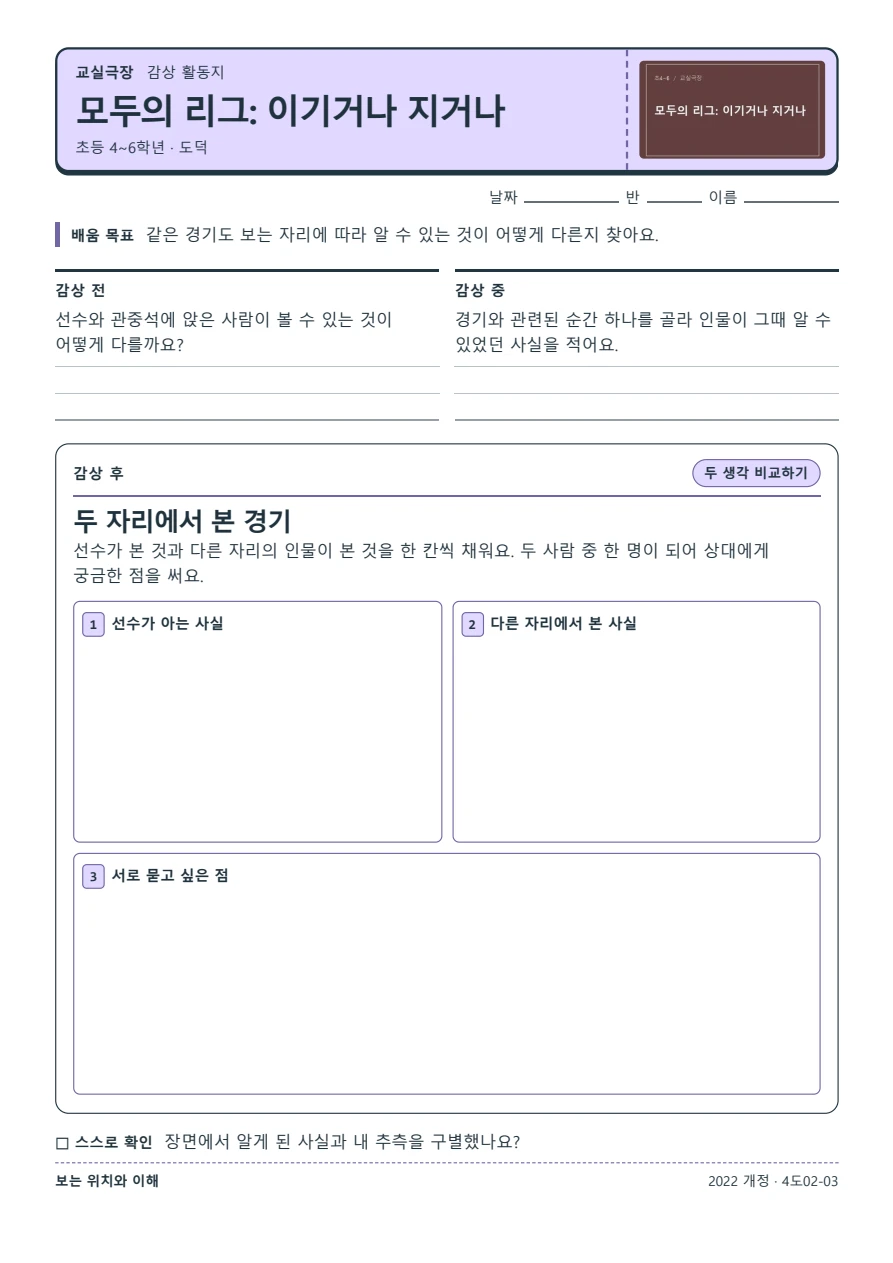 교실극장 감상 활동지
모두의 리그: 이기거나 지거나
초등 4~6학년 · 도덕
/ 교실극장
모두의 리그: 이기거나 지거나
날짜 반 이름
배움 목표 같은 경기도 보는 자리에 따라 알 수 있는 것이 어떻게 다른지 찾아요.
감상 전
선수와 관중석에 앉은 사람이 볼 수 있는 것이
어떻게 다를까요?
감상 중
경기와 관련된 순간 하나를 골라 인물이 그때 알 수
있었던 사실을 적어요.
감상 후
두 생각 비교하기
두 자리에서 본 경기
선수가 본 것과 다른 자리의 인물이 본 것을 한 칸씩 채워요. 두 사람 중 한 명이 되어 상대에게
궁금한 점을 써요.
1 선수가 아는 사실
2 다른 자리에서 본 사실
3 서로 묻고 싶은 점
스스로 확인 장면에서 알게 된 사실과 내 추측을 구별했나요?
보는 위치와 이해
2022 개정 · 4도02-03